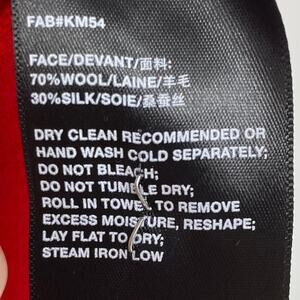 FAB#KM54
FACE/DEVANT/面料:
70%WOOL/LAINE/羊毛
30%SILK/SOIE/桑蚕丝
DRY CLEAN RECOMMENDED OR
HAND WASH COLD SEPARATELY;
DO NOT BLEACH;
DO NOT TUMBLE DRY;
ROLL IN TOWEL TO REMOVE
EXCESS MOISTURE, RESHAPE;
LAY FLAT TO DRY;
STEAM IRON LOW